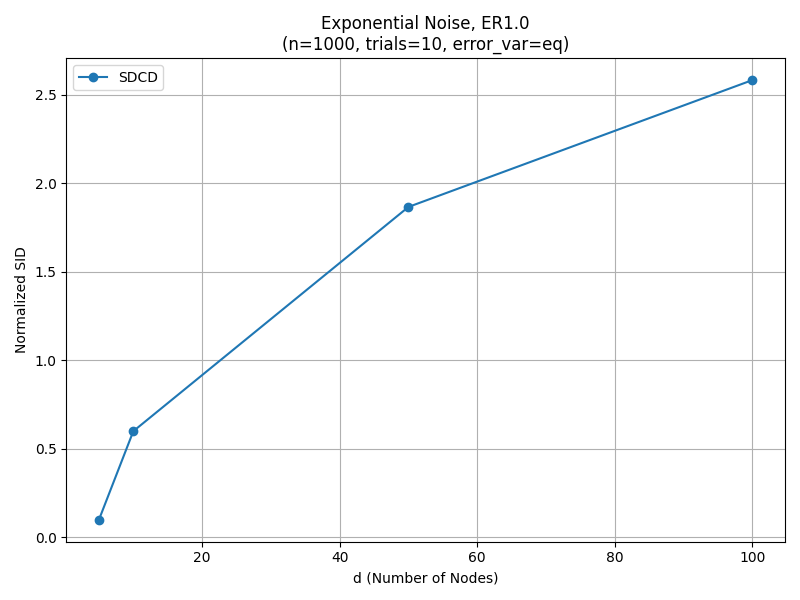 Exponential Noise, ER1.0
(n=1000, trials=10, error_var=eq)
SDCD
2.5
2.0
1.5
1.0
0.5
0.0
Normalized SID
20 40 60 80 100
d (Number of Nodes)